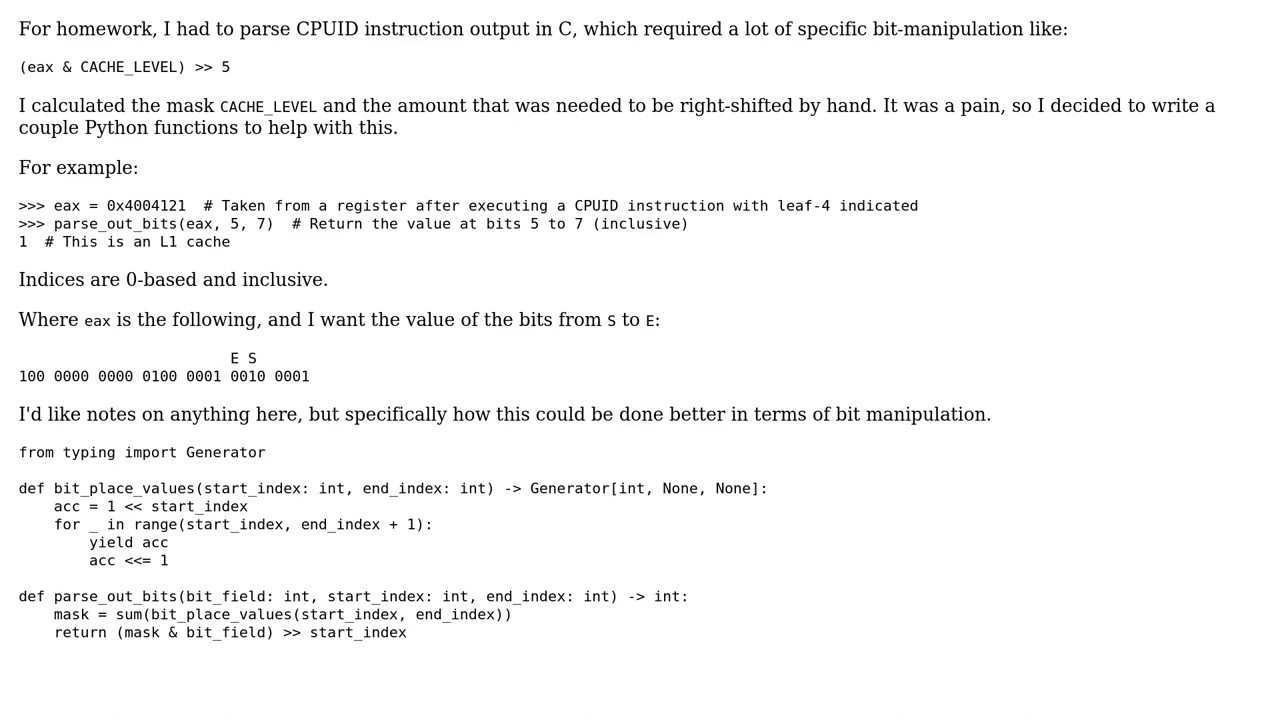 For homework, I had to parse CPUID instruction output in C, which required a lot of specific bit-manipulation like:
(eax & CACHE_LEVEL) >> 5
I calculated the mask CACHE_LEVEL and the amount that was needed to be right-shifted by hand. It was a pain, so I decided to write a
couple Python functions to help with this.
For example:
>>> eax = 0x4004121  # Taken from a register after executing a CPUID instruction with leaf-4 indicated
>>> parse_out_bits(eax, 5, 7)  # Return the value at bits 5 to 7 (inclusive)
1  # This is an L1 cache
Indices are 0-based and inclusive.
Where eax is the following, and I want the value of the bits from S to E:
                        E S
100 0000 0000 0100 0001 0010 0001
I'd like notes on anything here, but specifically how this could be done better in terms of bit manipulation.
from typing import Generator
def bit_place_values(start_index: int, end_index: int) -> Generator[int, None, None]:
    acc = 1 << start_index
    for _ in range(start_index, end_index + 1):
        yield acc
        acc <<= 1
def parse_out_bits(bit_field: int, start_index: int, end_index: int) -> int:
    mask = sum(bit_place_values(start_index, end_index))
    return (mask & bit_field) >> start_index